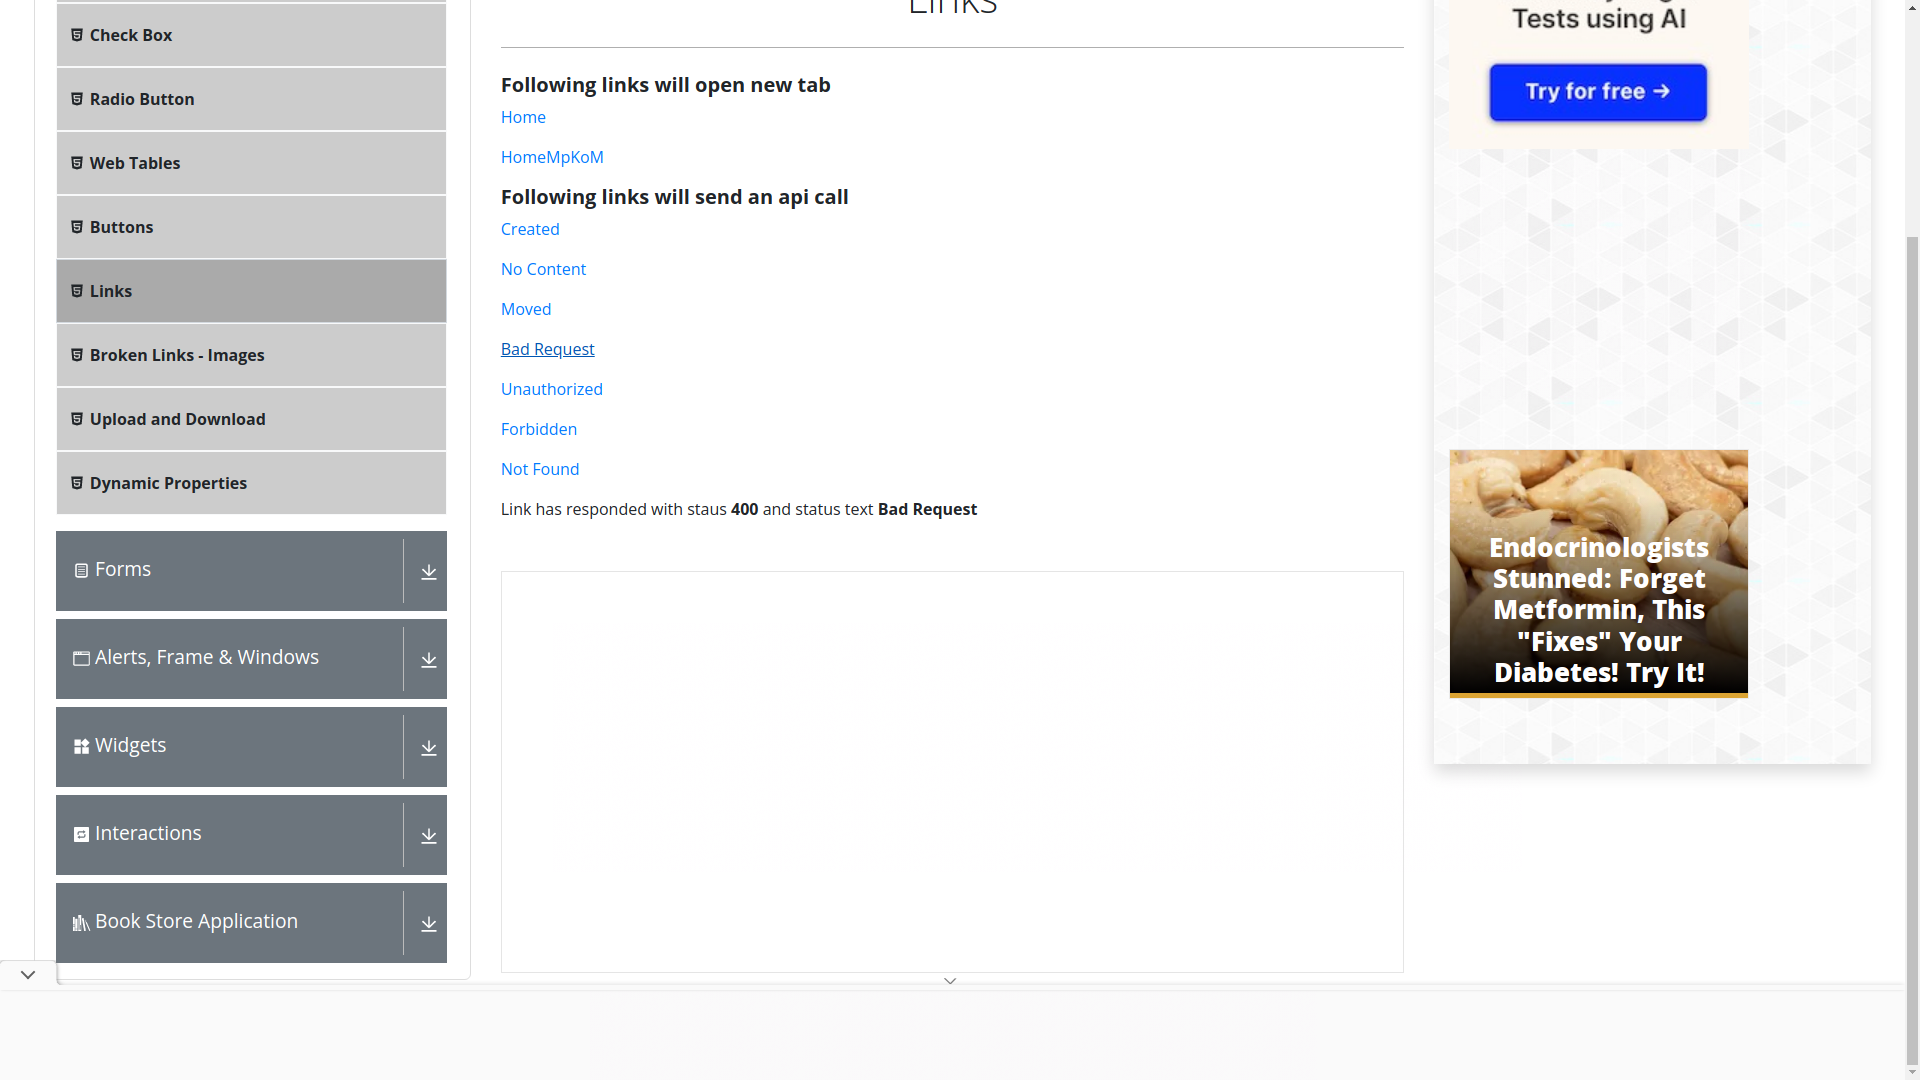 Check Box
Radio Button
Web Tables
Buttons
Links
Broken Links - Images
Upload and Download
Dynamic Properties
Forms
Alerts, Frame & Windows
Widgets
Interactions
Book Store Application
Links
Following links will open new tab
Home
HomeMpKoM
Following links will send an api call
Created
No Content
Moved
Bad Request
Unauthorized
Forbidden
Not Found
Link has responded with staus 400 and status text Bad Request
Tests using AI
Try for free →
Endocrinologists
Stunned: Forget
Metformin, This
"Fixes" Your
Diabetes! Try It!